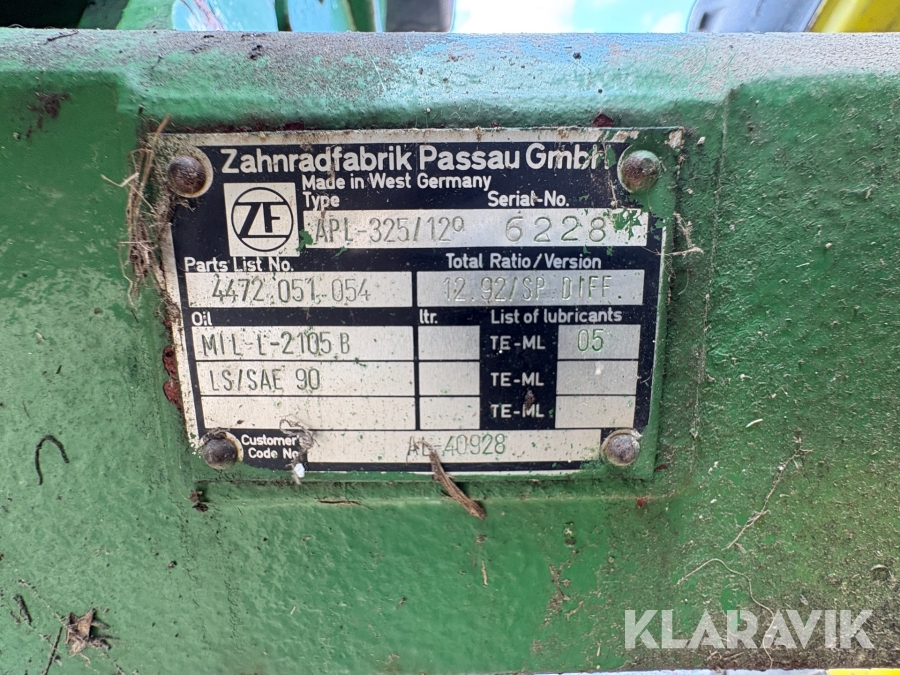 Zahnradfabrik Passau GmbH
Made in West Germany
ZF
Type Serial-No.
APL-325/12º 6228
Parts List No. Total Ratio/Version
4472 051 054 12.92/SP.DIFF.
Oil ltr. List of lubricants
MIL-L-2105 B TE-ML 05
LS/SAE 90 TE-ML
TE-ML
Customer
Code No AL-40928
KLARAVIK